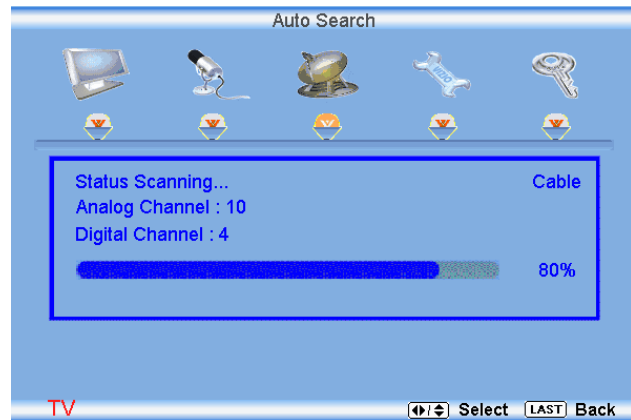 Auto Search
Status Scanning... Cable
Analog Channel : 10
Digital Channel : 4
80%
TV Select LAST Back